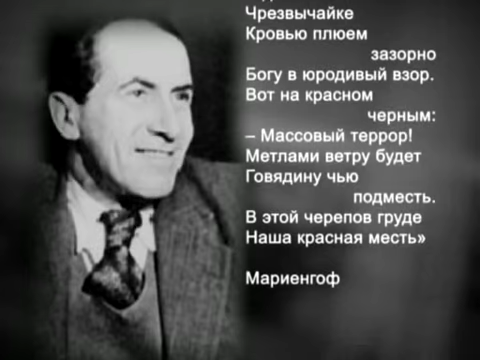 Чрезвычайке
Кровью плюем
зазорно
Богу в юродивый взор.
Вот на красном
черным:
– Массовый террор!
Метлами ветру будет
Говядину чью
подместь.
В этой черепов груде
Наша красная месть»
Мариенгоф